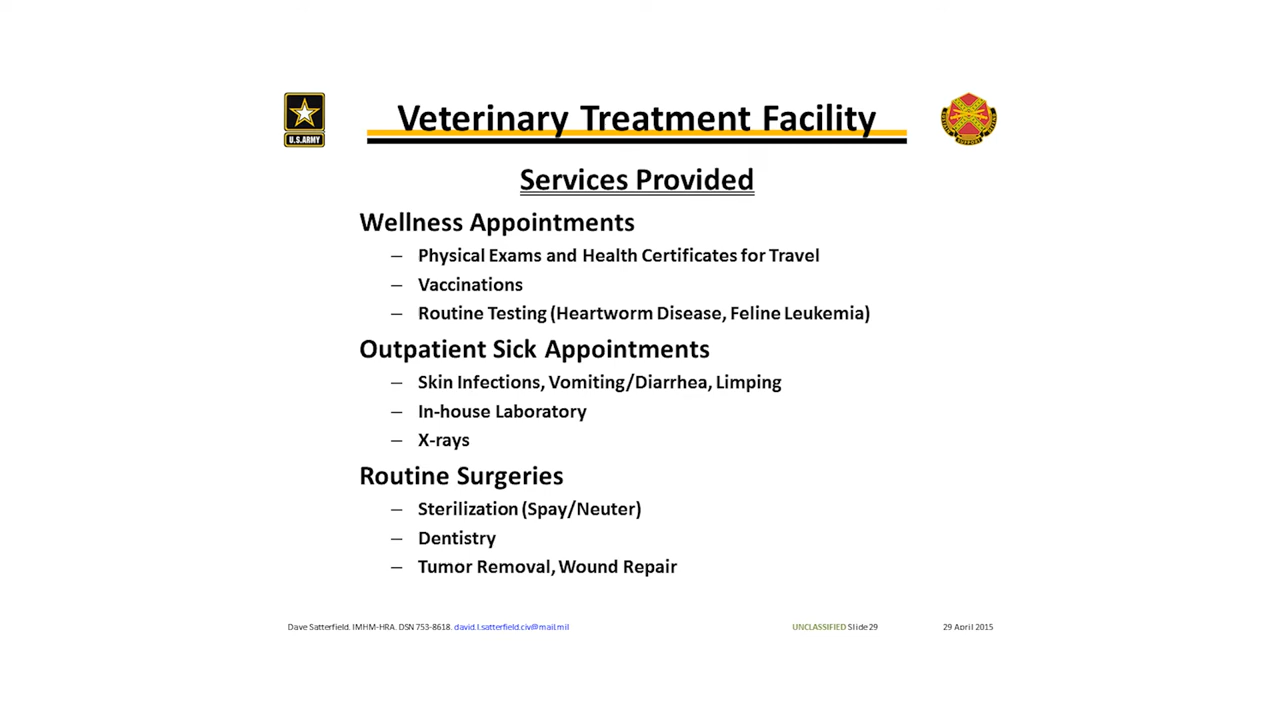 Veterinary Treatment Facility
U.S.ARMY
SUPPORT
Services Provided
Wellness Appointments
– Physical Exams and Health Certificates for Travel
– Vaccinations
– Routine Testing (Heartworm Disease, Feline Leukemia)
Outpatient Sick Appointments
– Skin Infections, Vomiting/Diarrhea, Limping
– In-house Laboratory
– X-rays
Routine Surgeries
– Sterilization (Spay/Neuter)
– Dentistry
– Tumor Removal, Wound Repair
Dave Satterfield. IMHM-HRA. DSN 753-8618. david.l.satterfield.civ@mail.mil
UNCLASSIFIED Slide 29
29 April 2015